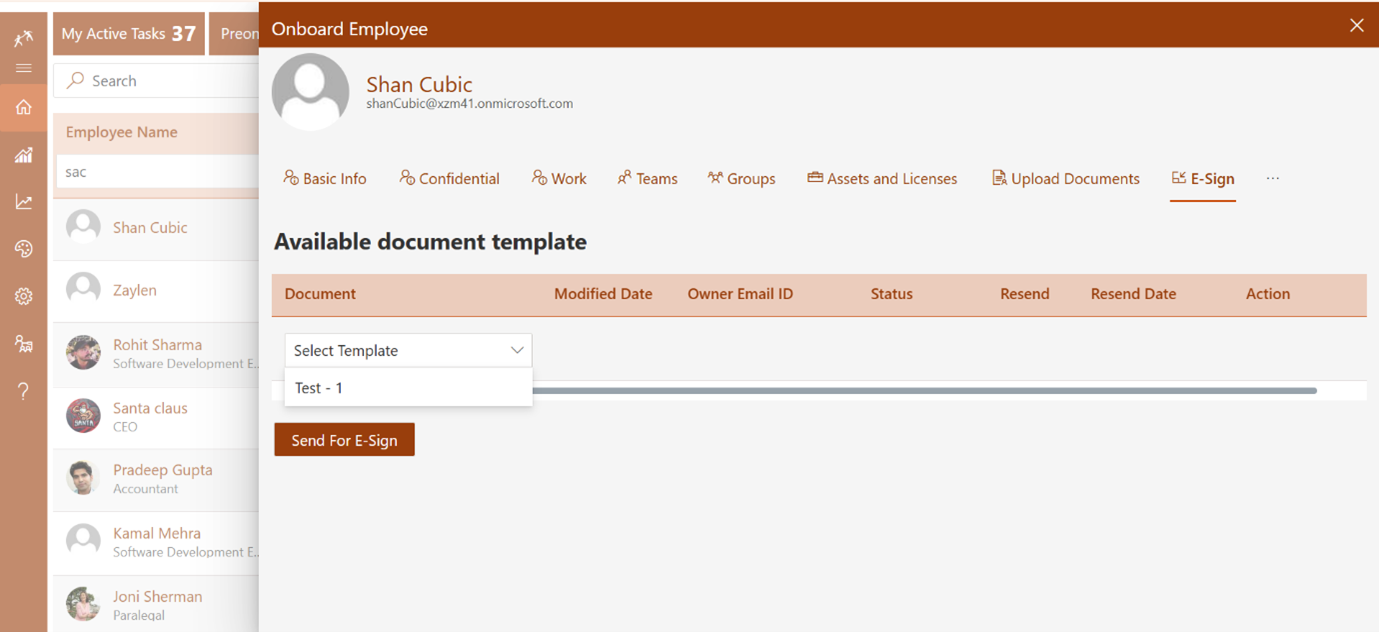 My Active Tasks 37
Preon
Onboard Employee
Search
Employee Name
sac
Shan Cubic
Zaylen
Rohit Sharma
Software Development E...
Santa claus
CEO
Pradeep Gupta
Accountant
Kamal Mehra
Software Development E...
Joni Sherman
Paralegal
Shan Cubic
shanCubic@xzm41.onmicrosoft.com
Basic Info Confidential Work Teams Groups Assets and Licenses Upload Documents E-Sign ...
Available document template
Document Modified Date Owner Email ID Status Resend Resend Date Action
Select Template
Test - 1
Send For E-Sign